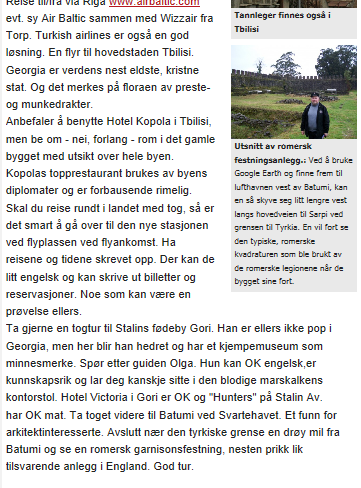 Reise til/fra via Riga www.airbaltic.com
evt. sy Air Baltic sammen med Wizzair fra
Torp. Turkish airlines er også en god
løsning. En flyr til hovedstaden Tbilisi.
Georgia er verdens nest eldste, kristne
stat. Og det merkes på floraen av preste-
og munkedrakter.
Anbefaler å benytte Hotel Kopola i Tbilisi,
men be om - nei, forlang - rom i det gamle
bygget med utsikt over hele byen.
Kopolas topprestaurant brukes av byens
diplomater og er forbausende rimelig.
Skal du reise rundt i landet med tog, så er
det smart å gå over til den nye stasjonen
ved flyplassen ved flyankomst. Ha
reisene og tidene skrevet opp. Der kan de
litt engelsk og kan skrive ut billetter og
reservasjoner. Noe som kan være en
prøvelse ellers.
Ta gjerne en togtur til Stalins fødeby Gori. Han er ellers ikke pop i
Georgia, men her blir han hedret og har et kjempemuseum som
minnesmerke. Spør etter guiden Olga. Hun kan OK engelsk,er
kunnskapsrik og lar deg kanskje sitte i den blodige marskalkens
kontorstol. Hotel Victoria i Gori er OK og "Hunters" på Stalin Av.
har OK mat. Ta toget videre til Batumi ved Svartehavet. Et funn for
arkitektinteresserte. Avslutt nær den tyrkiske grense en drøy mil fra
Batumi og se en romersk garnisonsfestning, nesten prikk lik
tilsvarende anlegg i England. God tur.
Tannleger finnes også i
Tbilisi
Utsnitt av romersk
festningsanlegg.: Ved å bruke
Google Earth og finne frem til
lufthavnen vest av Batumi, kan
en så skyve seg litt lengre vest
langs hovedveien til Sarpi ved
grensen til Tyrkia. En vil fort se
den typiske, romerske
kvadraturen som ble brukt av
de romerske legionene når de
bygget sine fort.